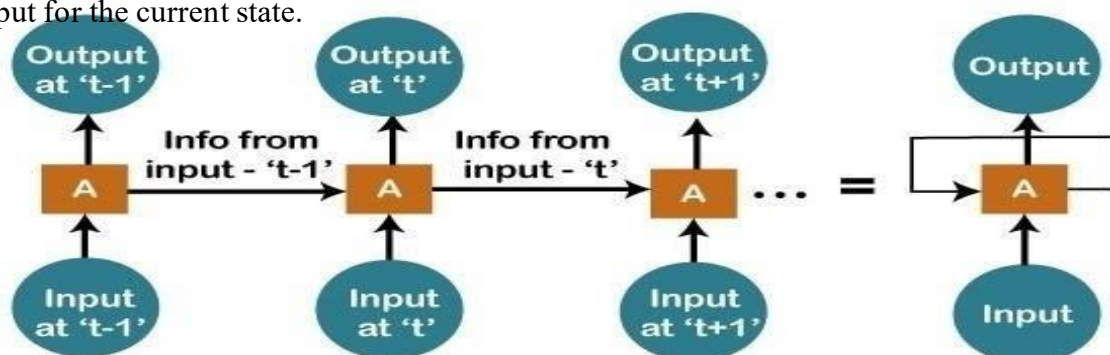 put for the current state.
Output
at ‘t-1’
Output
at ‘t’
Output
at ‘t+1’
Output
Info from
input - ‘t-1’
Info from
input - ‘t’
A
A
A
...
=
A
Input
at ‘t-1’
Input
at ‘t’
Input
at ‘t+1’
Input